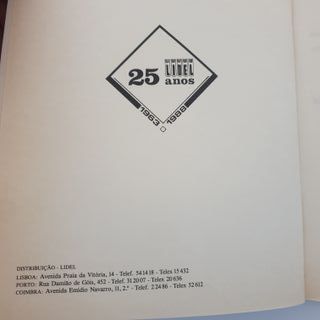 25 LIDEL
anos
1963 1988
DISTRIBUIÇÃO - LIDEL
LISBOA: Avenida Praia da Vitória, 14 - Telef. 54 14 18 - Telex 15 432
PORTO: Rua Damião de Góis, 452 - Telef. 31 20 07 - Telex 20 636
COIMBRA: Avenida Emídio Navarro, 11, 2.º - Telef. 2 24 86 - Telex 52 612